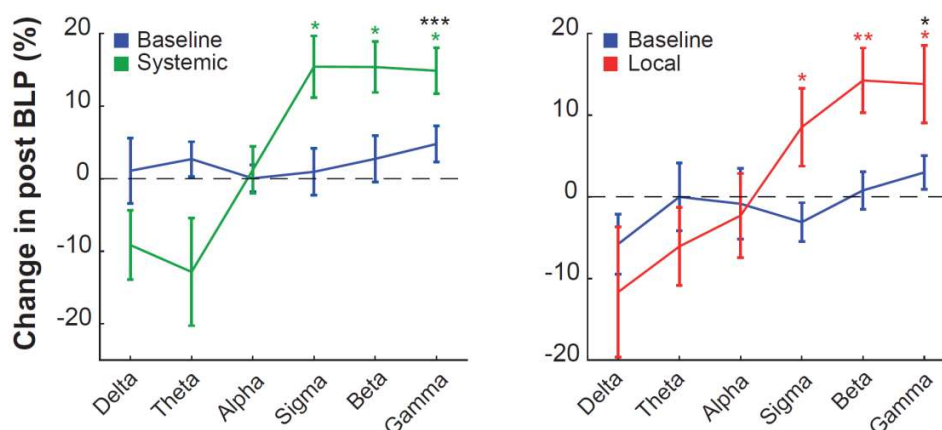 Change in post BLP (%)
20
10
0
-10
-20
Baseline
Systemic
*
*
***
*
Delta
Theta
Alpha
Sigma
Beta
Gamma
20
10
0
-10
-20
Baseline
Local
*
**
*
*
Delta
Theta
Alpha
Sigma
Beta
Gamma